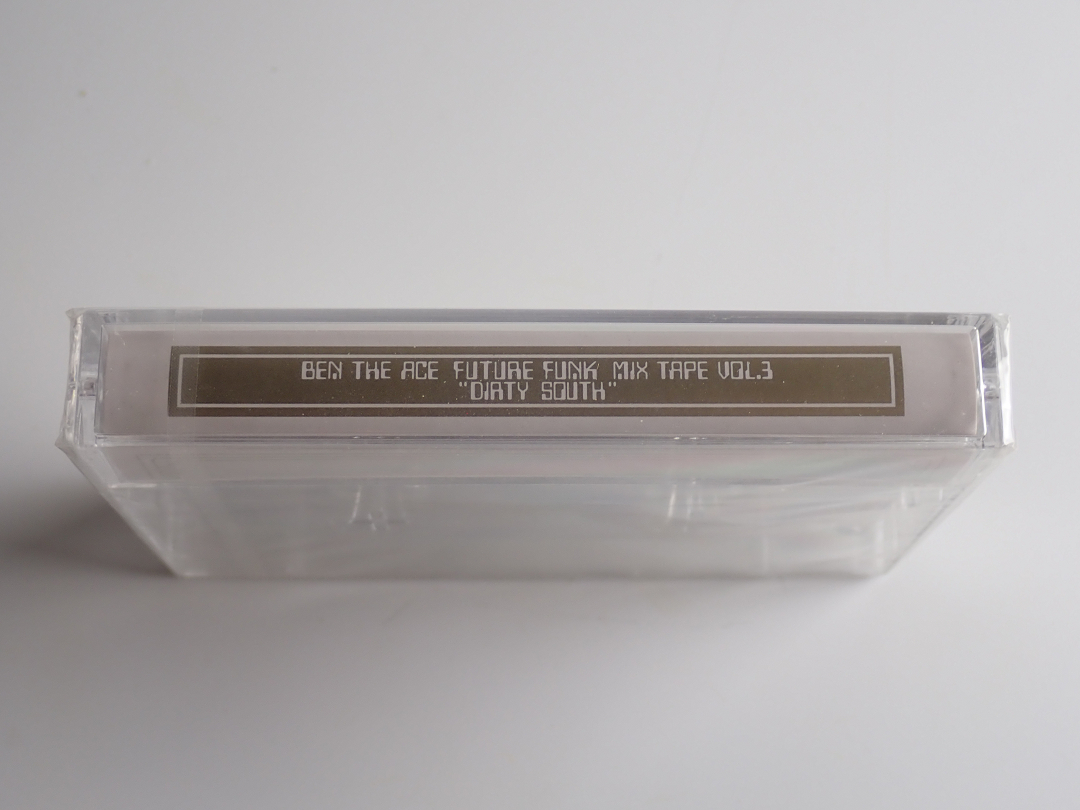 BEN THE ACE FUTURE FUNK MIX TAPE VOL.3
"DIRTY SOUTH"